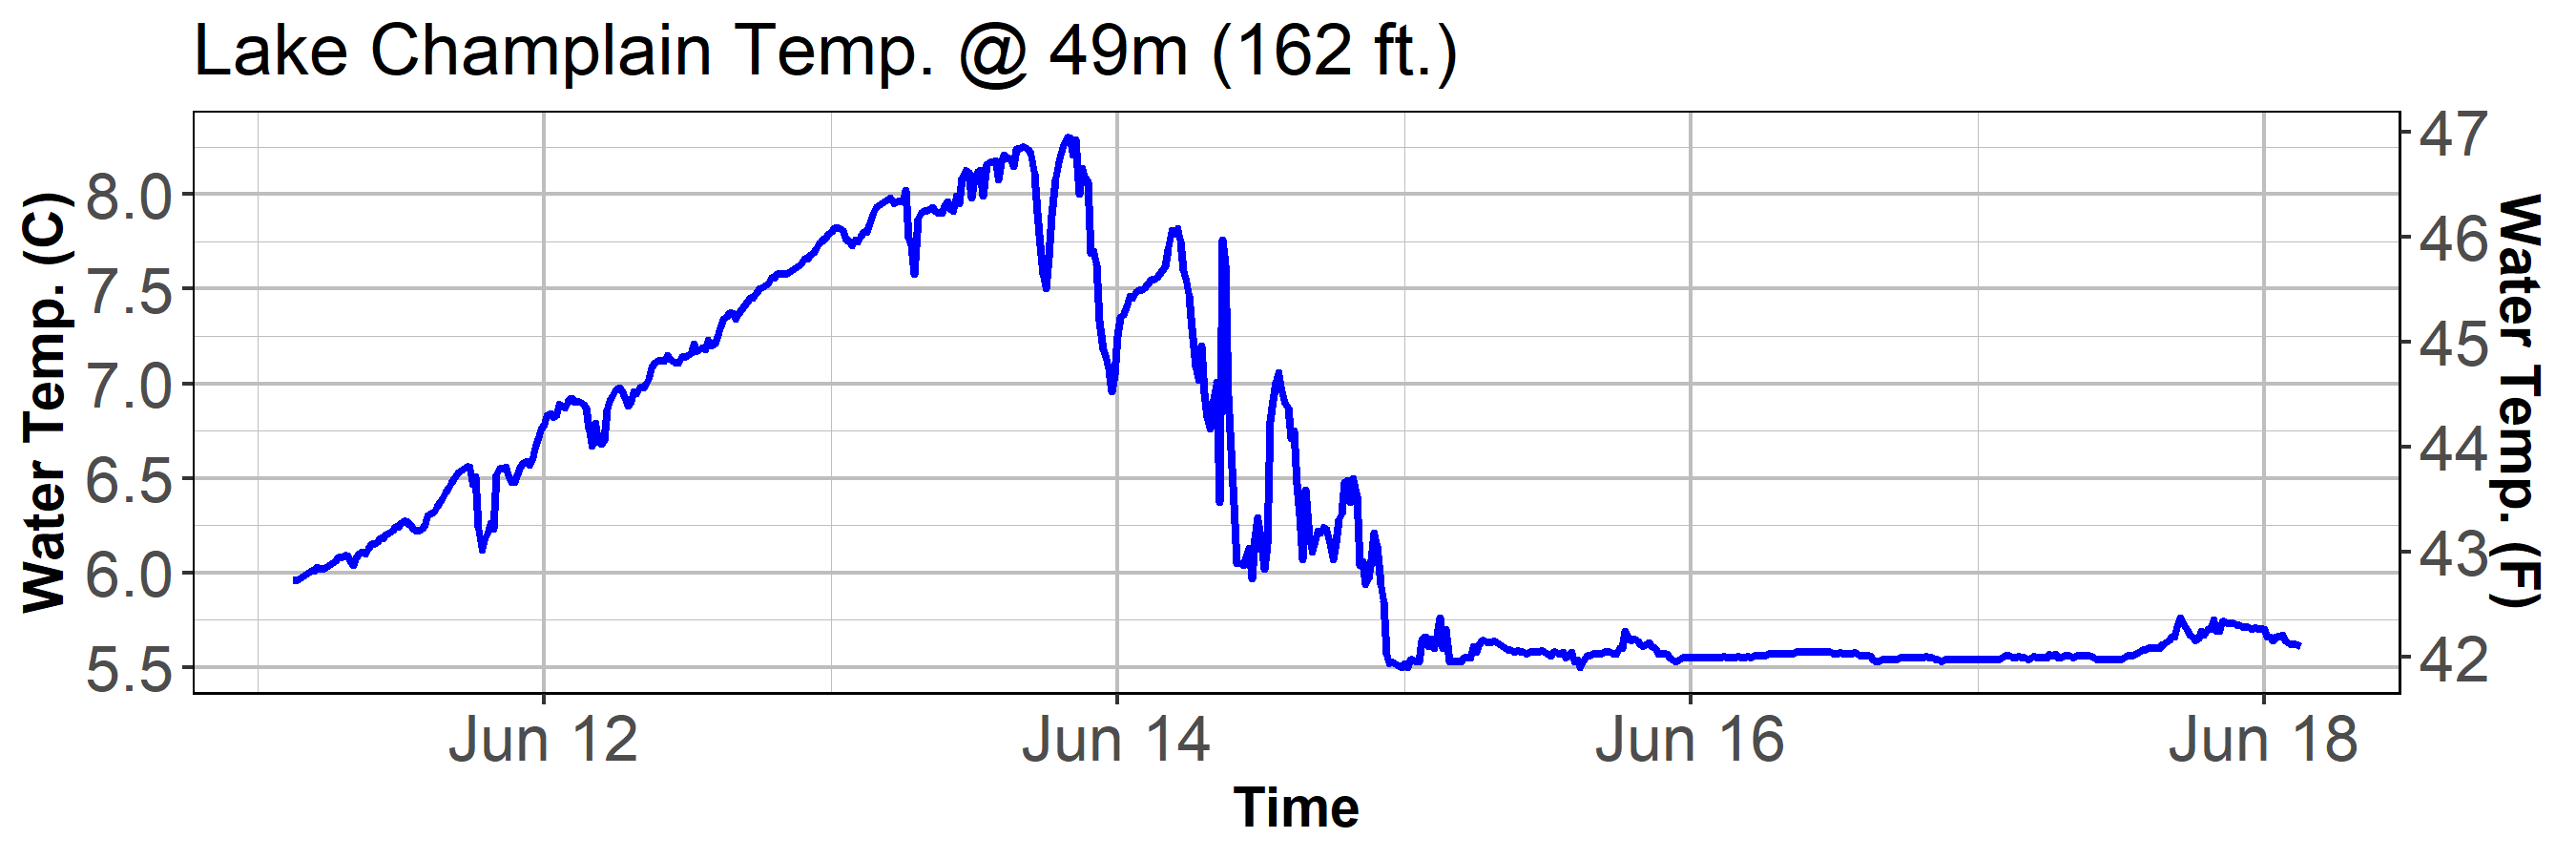 Lake Champlain Temp. @ 49m (162 ft.)
Water Temp. (C)
8.0
7.5
7.0
6.5
6.0
5.5
47
46
45
44
43
42
Water Temp. (F)
Jun 12 Jun 14 Jun 16 Jun 18
Time